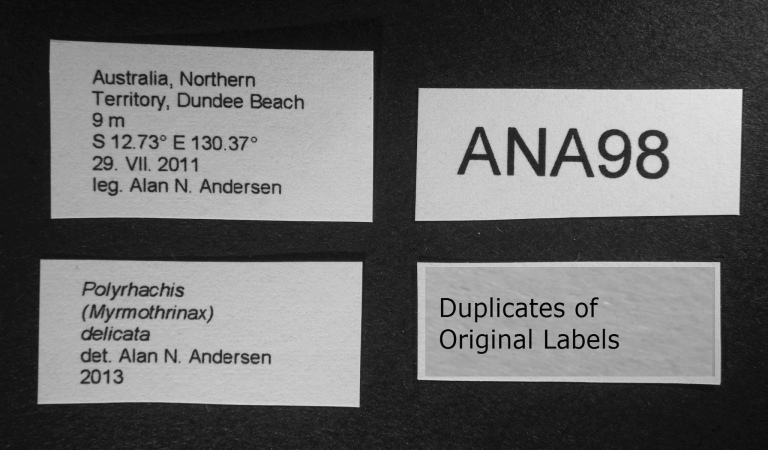 Australia, Northern
Territory, Dundee Beach
9 m
S 12.73° E 130.37°
29. VII. 2011
leg. Alan N. Andersen
ANA98
Polyrhachis
(Myrmothrinax)
delicata
det. Alan N. Andersen
2013
Duplicates of
Original Labels